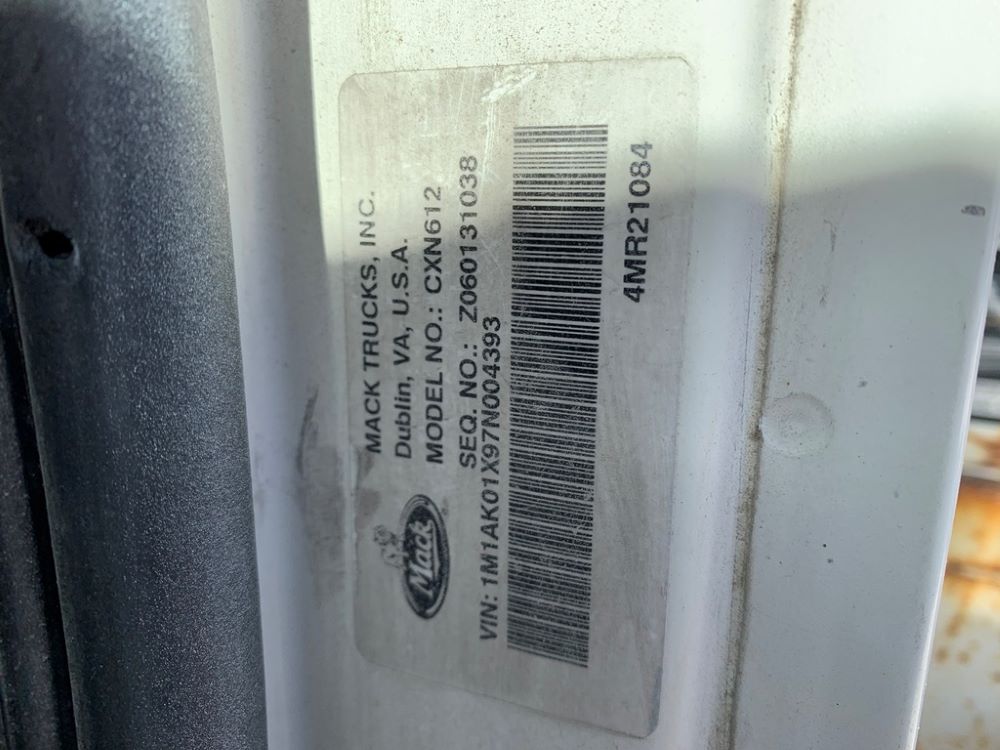 MACK TRUCKS, INC.
Dublin, VA, U.S.A.
MODEL NO.: CXN612
SEQ. NO.: Z060131038
Mack
VIN: 1M1AK01X97N004393
4MR21084